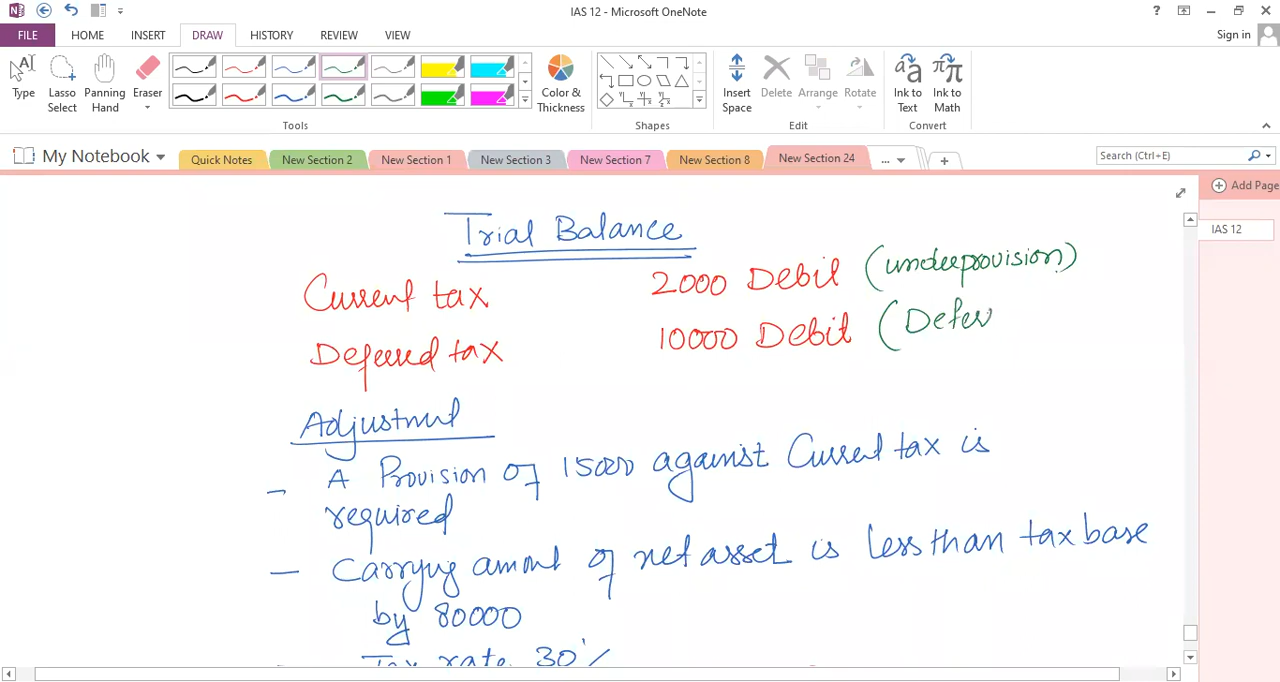 IAS 12 - Microsoft OneNote
?
Sign in
FILE HOME INSERT DRAW HISTORY REVIEW VIEW
Type
Lasso Select
Panning Hand
Eraser
Color & Thickness
Insert Space
Delete
Arrange
Rotate
Ink to Text
Ink to Math
Tools
Shapes
Edit
Convert
My Notebook
Quick Notes
New Section 2
New Section 1
New Section 3
New Section 7
New Section 8
New Section 24
...
Search (Ctrl+E)
Add Page
IAS 12
Trial Balance
Current tax 2000 Debit (underprovision)
Deferred tax 10000 Debit (Defer
Adjustment
- A Provision of 15000 against Current tax is
required
- Carrying amount of net asset is less than tax base
by 80000
Tax rate 30%